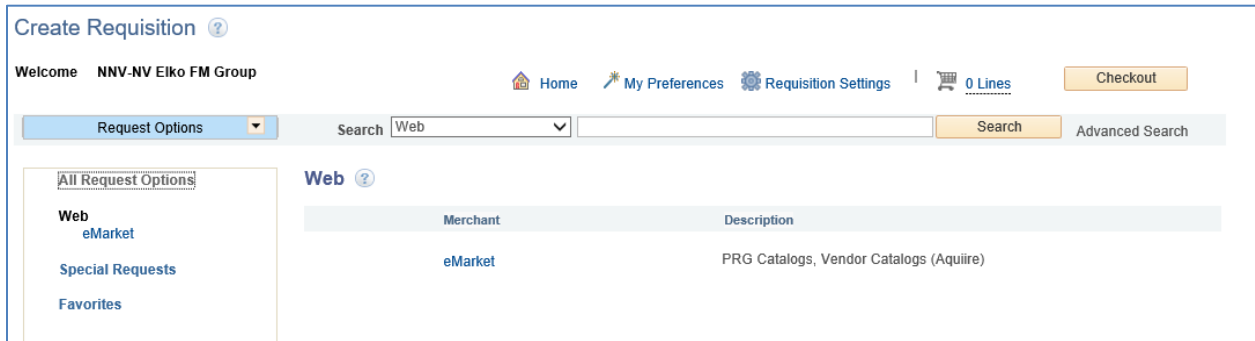 Create Requisition ?
Welcome NNV-NV Elko FM Group
Home My Preferences Requisition Settings | 0 Lines Checkout
Request Options Search Web Search Advanced Search
All Request Options
Web
eMarket
Special Requests
Favorites
Web ?
Merchant Description
eMarket PRG Catalogs, Vendor Catalogs (Aquiire)